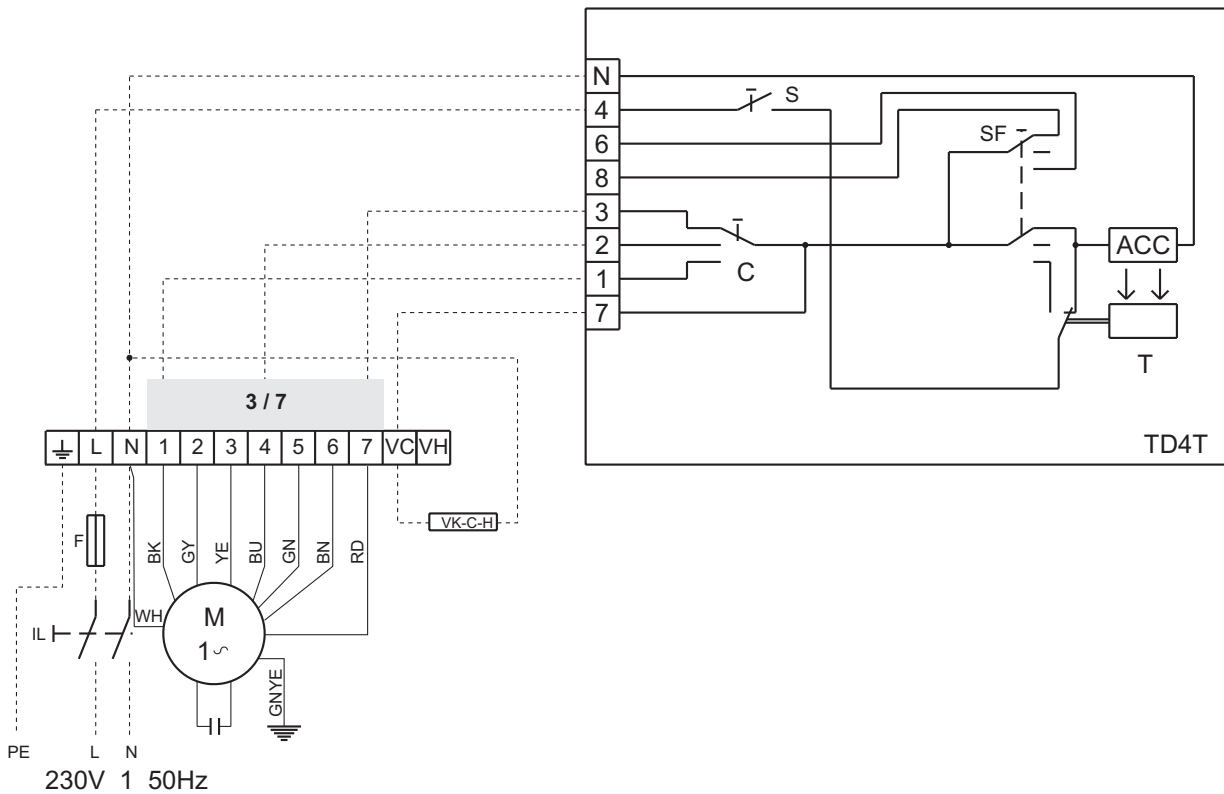 N
4
6
8
3
2
1
7
S
SF
C
ACC
T
TD4T
3 / 7
L N 1 2 3 4 5 6 7 VC VH
VK-C-H
F
BK GY YE BU GN BN RD
WH
IL
M
1~
GNYE
PE L N
230V 1 50Hz